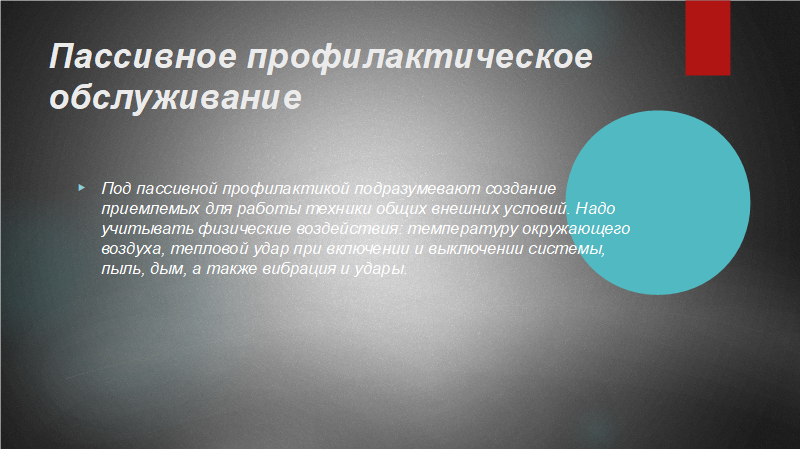 Пассивное профилактическое
обслуживание
Под пассивной профилактикой подразумевают создание
приемлемых для работы техники общих внешних условий. Надо
учитывать физические воздействия: температуру окружающего
воздуха, тепловой удар при включении и выключении системы,
пыль, дым, а также вибрация и удары.